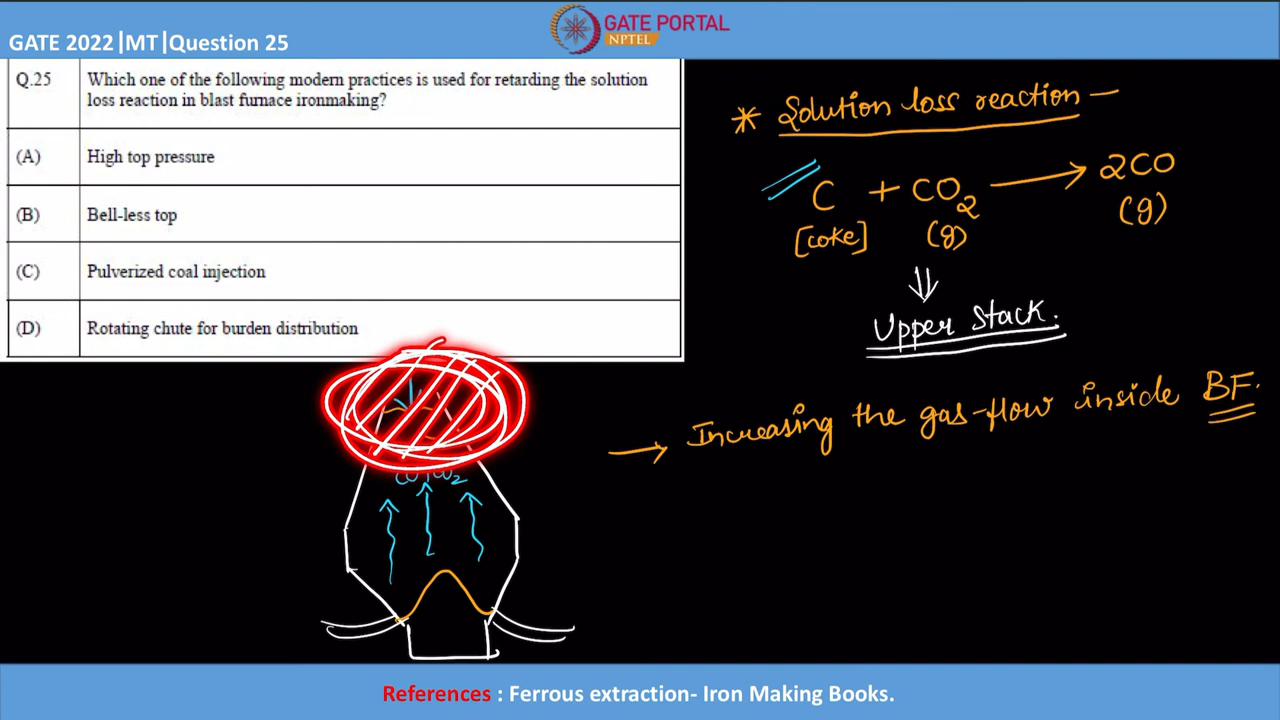 GATE PORTAL
NPTEL
GATE 2022|MT|Question 25
Q.25 Which one of the following modern practices is used for retarding the solution
loss reaction in blast furnace ironmaking?
(A) High top pressure
(B) Bell-less top
(C) Pulverized coal injection
(D) Rotating chute for burden distribution
* Solution loss reaction —
C + CO2 → 2CO
[coke] (g) (g)
⇓
Upper Stack.
→ Increasing the gas-flow inside BF.
References : Ferrous extraction- Iron Making Books.